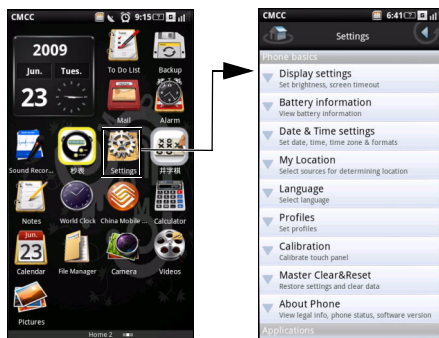 CMCC 9:15
2009
Jun. Tues.
23
To Do List Backup
Mail Alarm
Sound Recor... 秒表 Settings 井字棋
Notes World Clock China Mobile ... Calculator
Jun.
23
Calendar File Manager Camera Videos
Pictures
Home 2
CMCC 6:41
Settings
Phone basics
Display settings
Set brightness, screen timeout
Battery information
View battery information
Date & Time settings
Set date, time, time zone & formats
My Location
Select sources for determining location
Language
Select language
Profiles
Set profiles
Calibration
Calibrate touch panel
Master Clear&Reset
Restore settings and clear data
About Phone
View legal info, phone status, software version
Applications